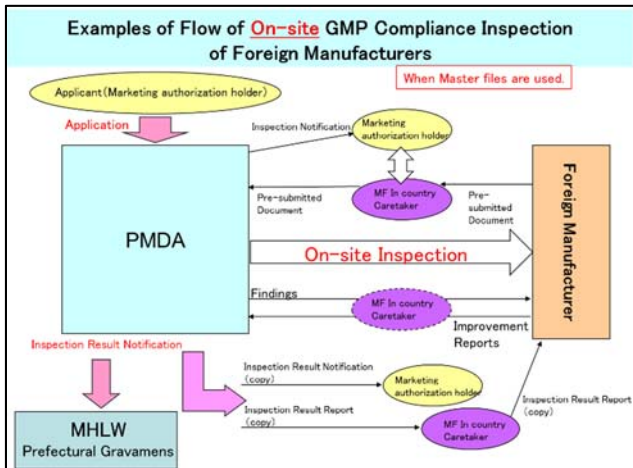 Examples of Flow of On-site GMP Compliance Inspection
of Foreign Manufacturers
When Master files are used.
Applicant(Marketing authorization holder)
Application
Inspection Notification
Marketing
authorization holder
MF In country
Caretaker
Pre-submitted
Document
Pre-
submitted
Document
PMDA
Foreign Manufacturer
On-site Inspection
Findings
MF In country
Caretaker
Improvement
Reports
Inspection Result Notification
Inspection Result Notification
(copy)
Marketing
authorization holder
Inspection Result Report
(copy)
Inspection Result Report
(copy)
MF In country
Caretaker
MHLW
Prefectural Gravamens